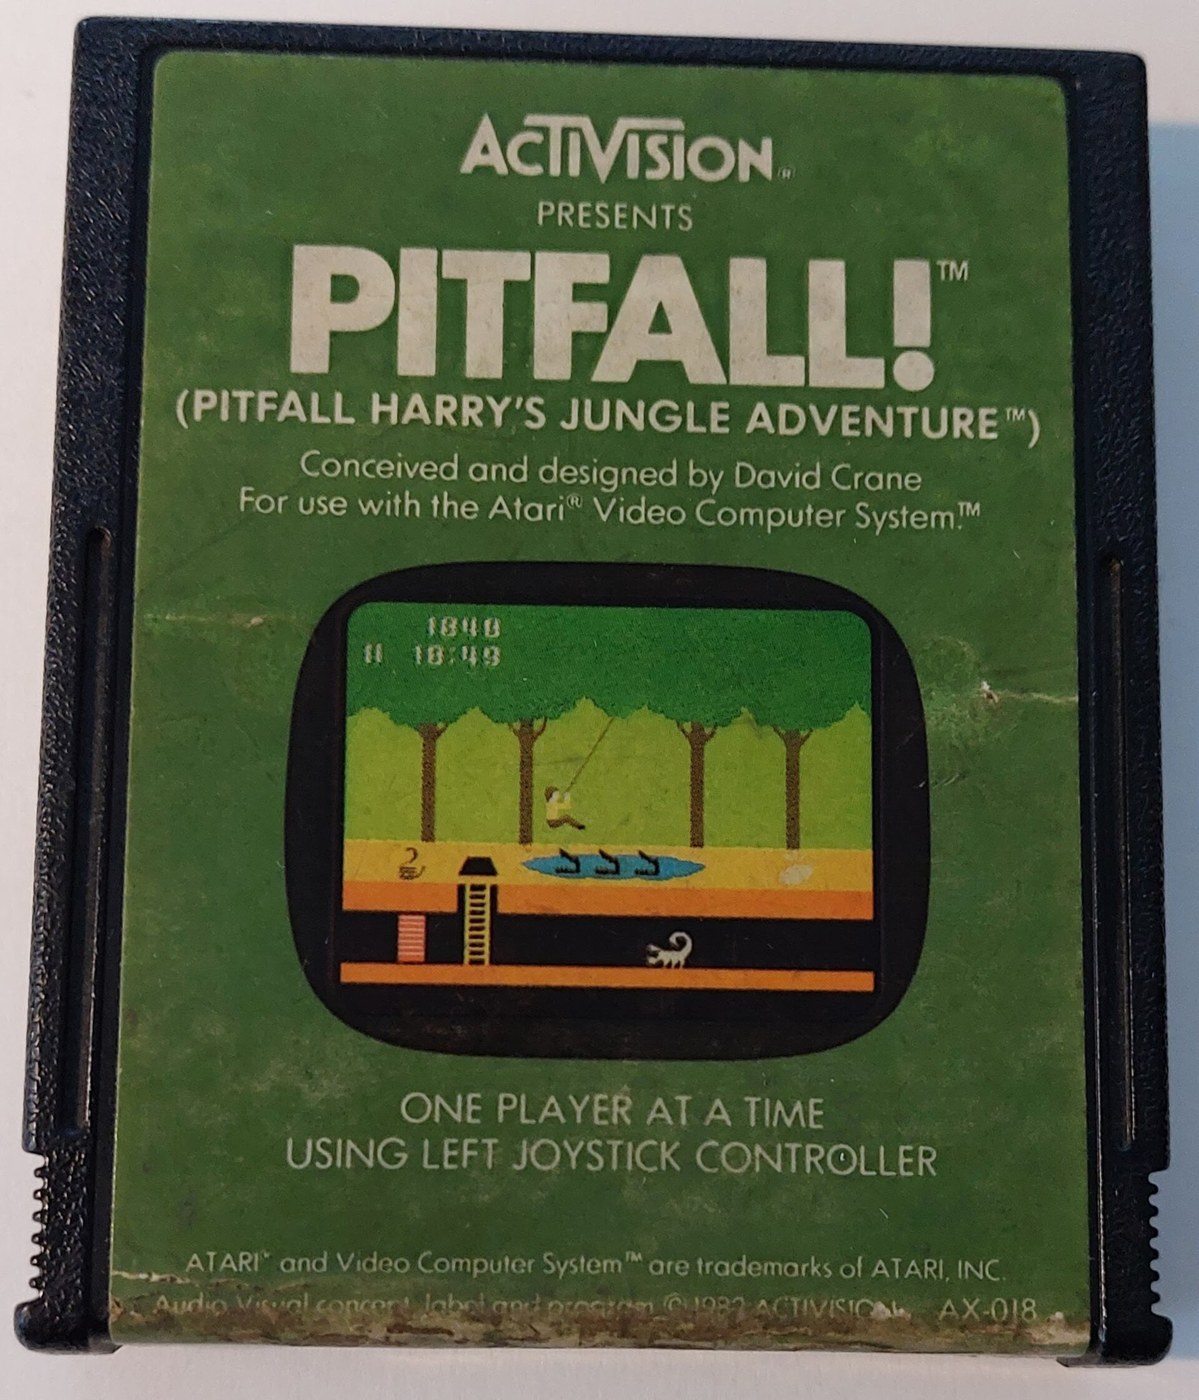 ACTIVISION®
PRESENTS
PITFALL!™
(PITFALL HARRY'S JUNGLE ADVENTURE™)
Conceived and designed by David Crane
For use with the Atari® Video Computer System.™
1840
II 18:49
ONE PLAYER AT A TIME
USING LEFT JOYSTICK CONTROLLER
ATARI® and Video Computer System™ are trademarks of ATARI, INC.
Audio Visual concept, label and program © 1982 ACTIVISION. AX-018